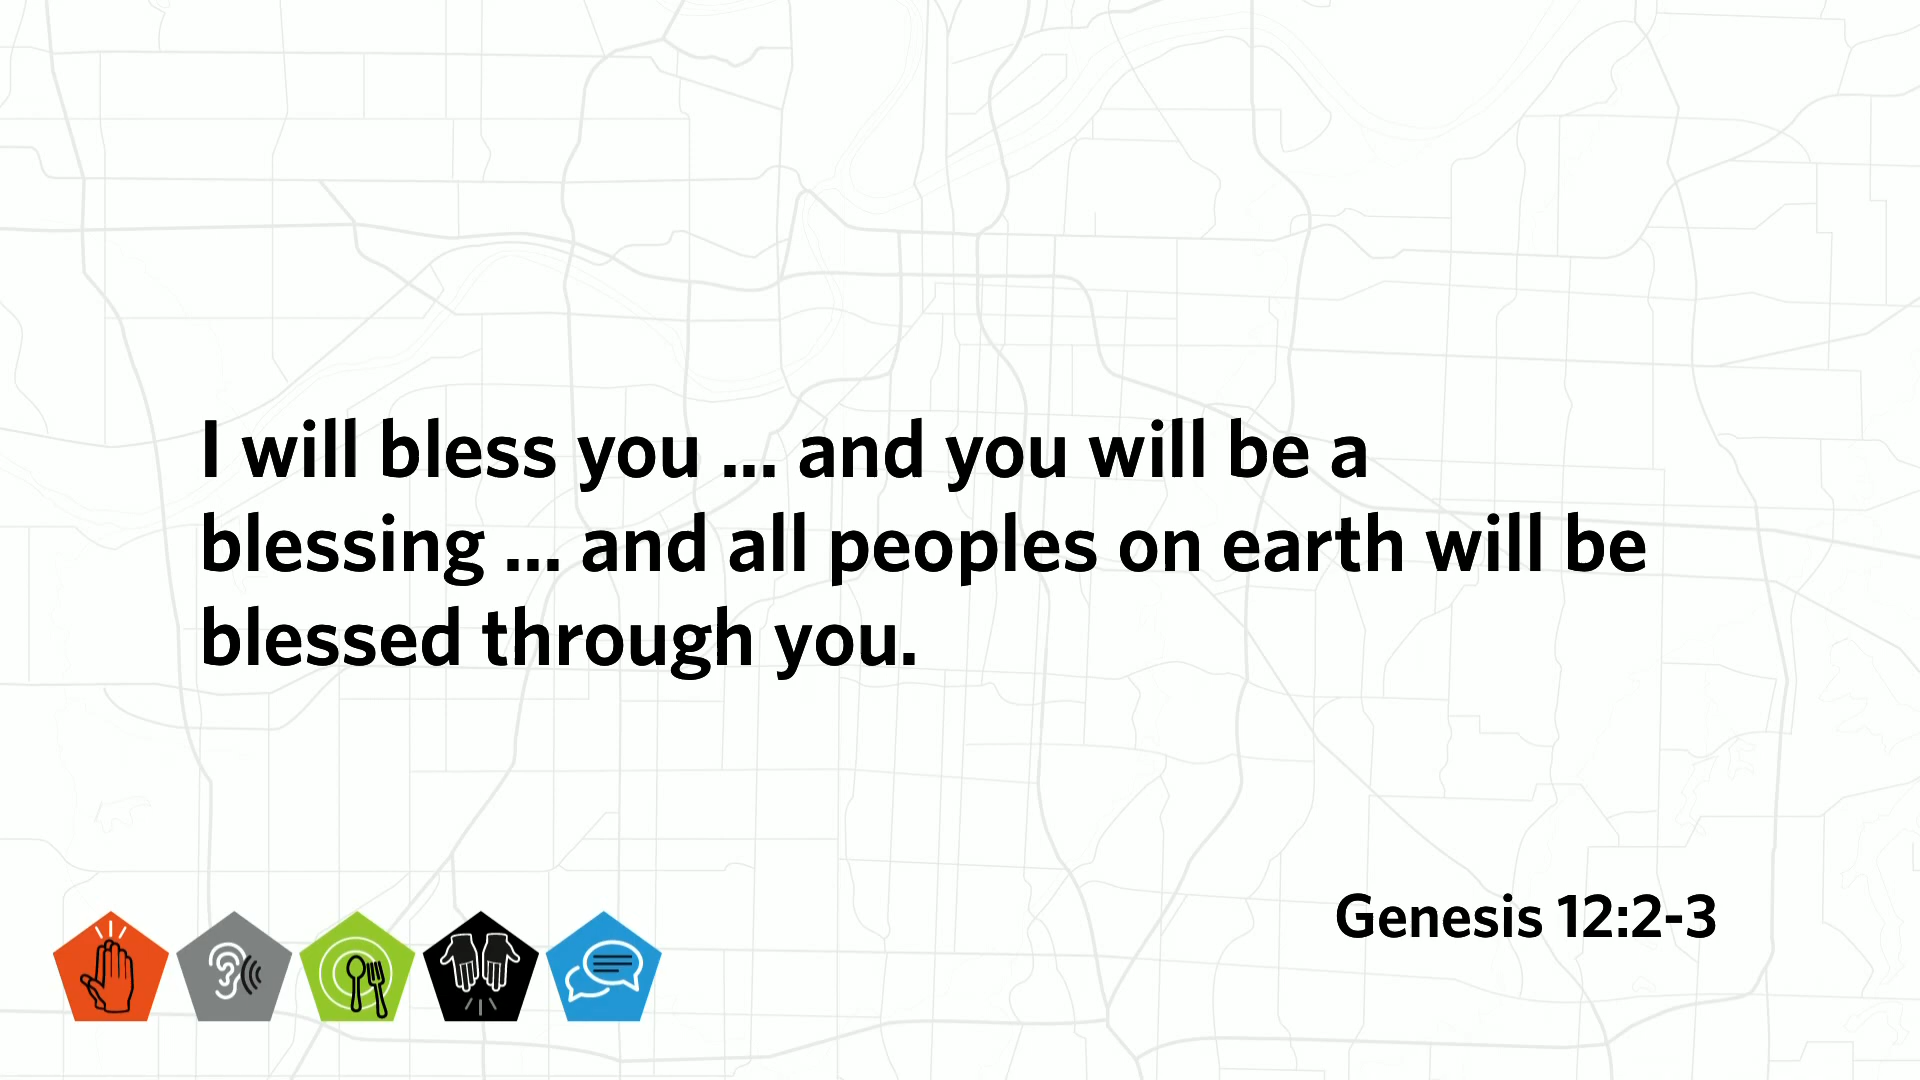 I will bless you ... and you will be a
blessing ... and all peoples on earth will be
blessed through you.
Genesis 12:2-3